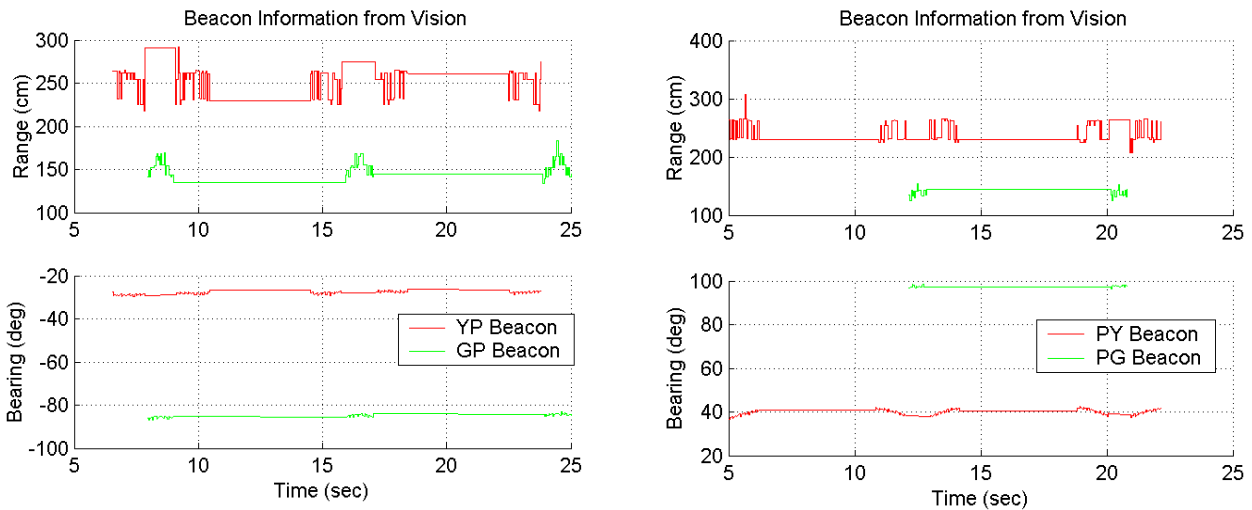 Beacon Information from Vision
300
250
200
150
100
Range (cm)
5 10 15 20 25
-20
-40
-60
-80
-100
Bearing (deg)
YP Beacon
GP Beacon
5 10 15 20 25
Time (sec)
Beacon Information from Vision
400
300
200
100
Range (cm)
5 10 15 20 25
100
80
60
40
20
Bearing (deg)
PY Beacon
PG Beacon
5 10 15 20 25
Time (sec)